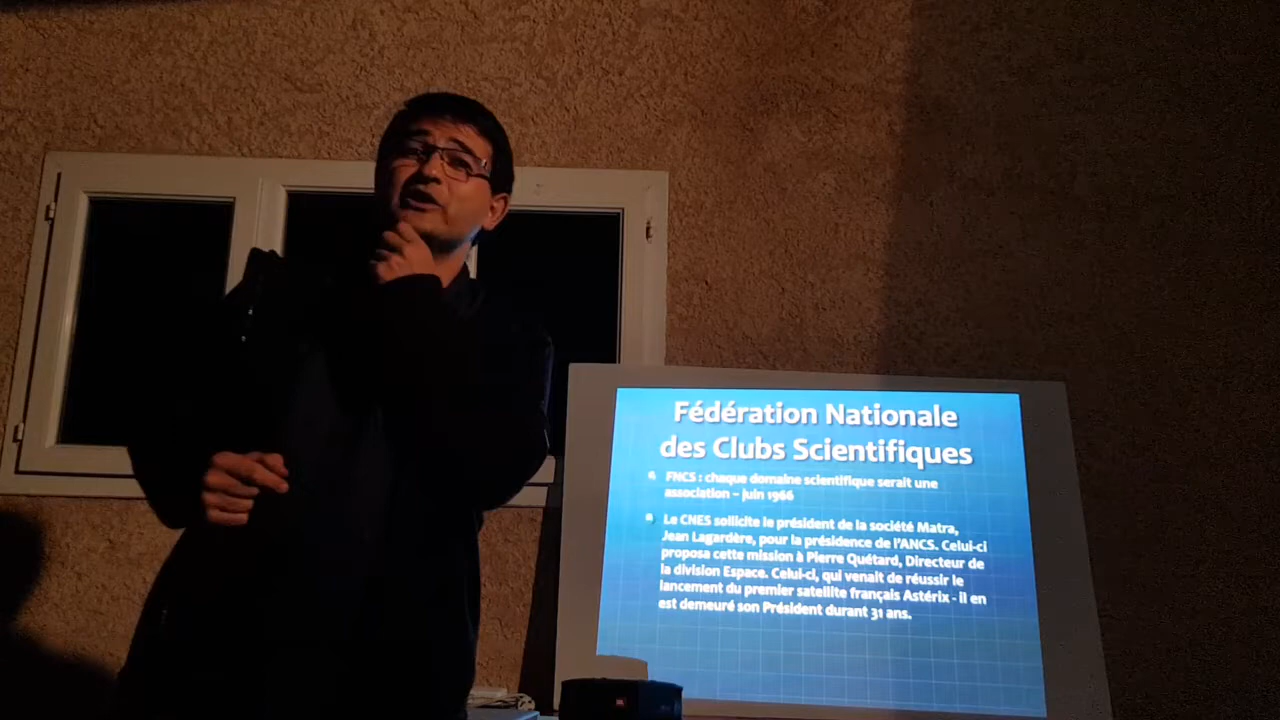 Fédération Nationale
des Clubs Scientifiques
FNCS : chaque domaine scientifique serait une
association – juin 1966
Le CNES sollicite le président de la société Matra,
Jean Lagardère, pour la présidence de l'ANCS. Celui-ci
proposa cette mission à Pierre Quétard, Directeur de
la division Espace. Celui-ci, qui venait de réussir le
lancement du premier satellite français Astérix - il en
est demeuré son Président durant 31 ans.
JBL